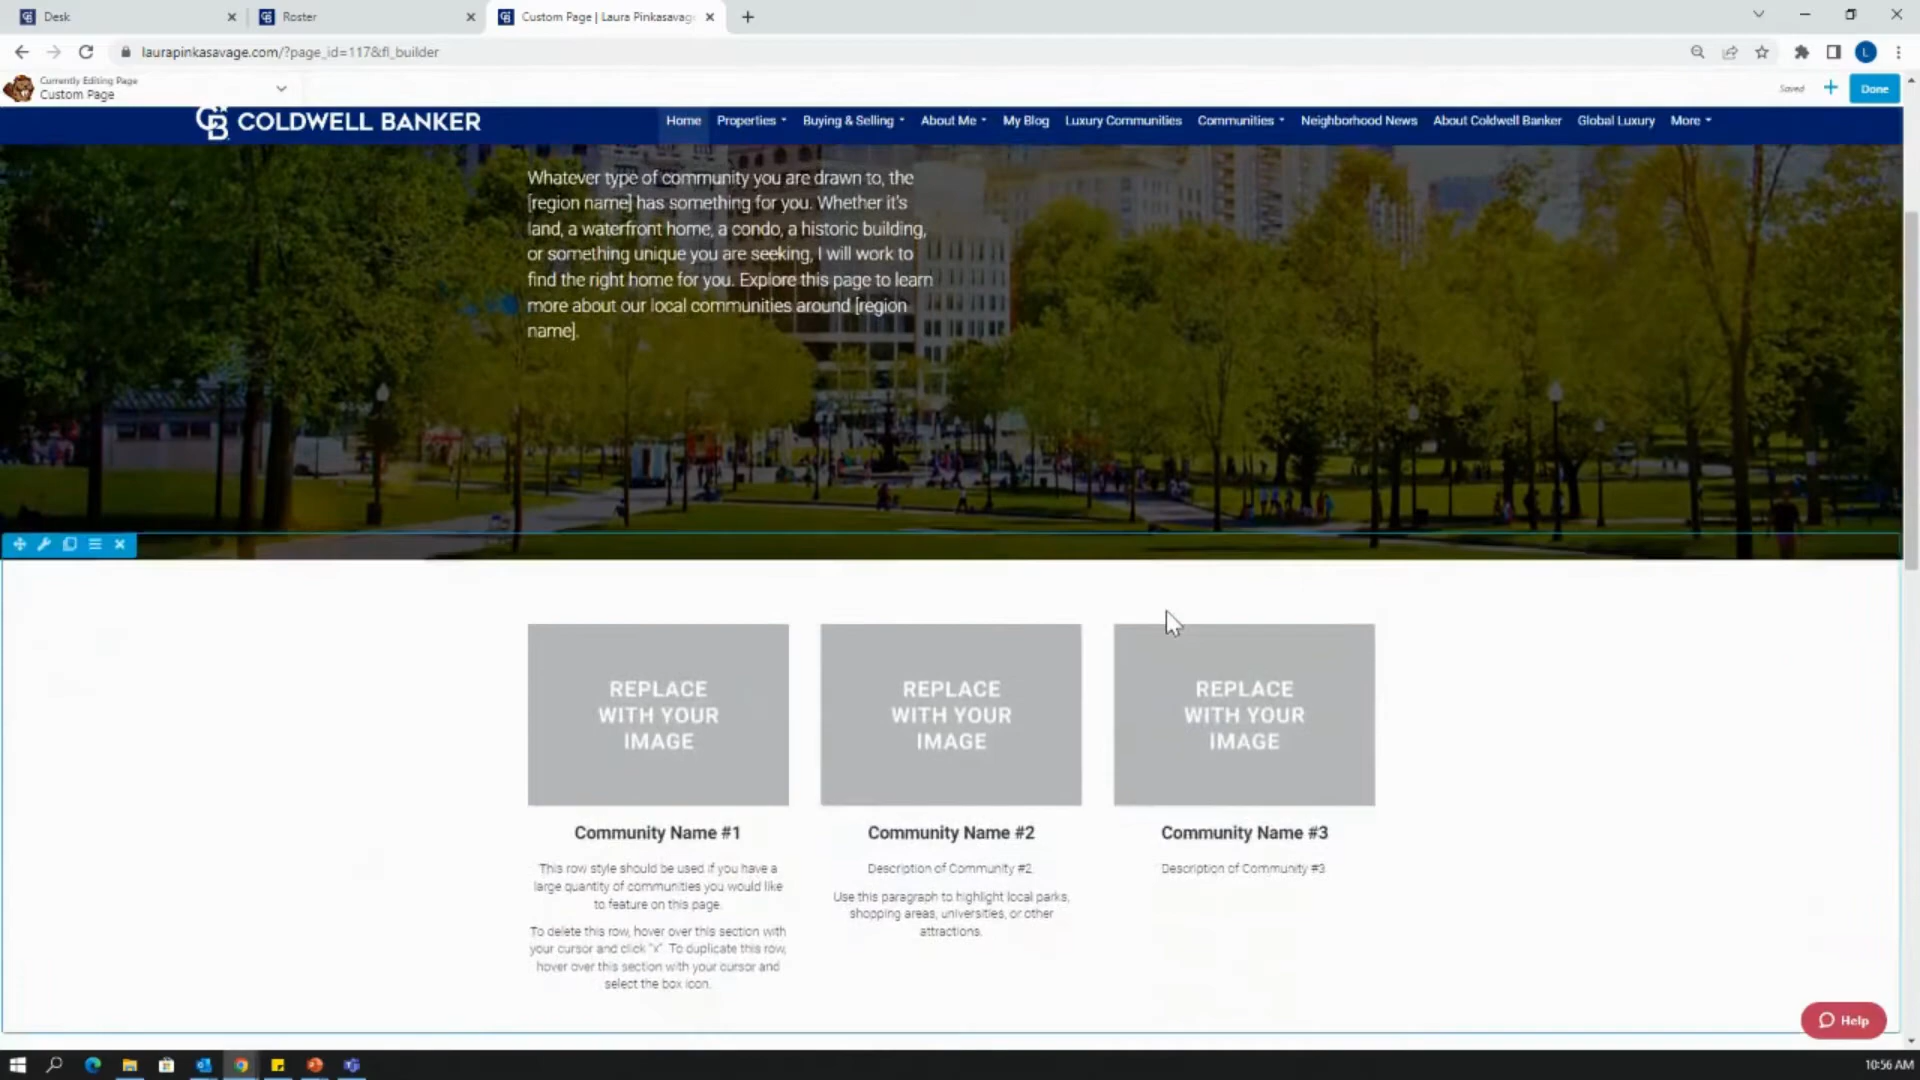 Desk
Roster
Custom Page | Laura Pinkasavag
laurapinkasavage.com/?page_id=117&fl_builder
L
Currently Editing Page
Custom Page
Saved
Done
CB COLDWELL BANKER
Home
Properties
Buying & Selling
About Me
My Blog
Luxury Communities
Communities
Neighborhood News
About Coldwell Banker
Global Luxury
More
Whatever type of community you are drawn to, the
[region name] has something for you. Whether it's
land, a waterfront home, a condo, a historic building,
or something unique you are seeking, I will work to
find the right home for you. Explore this page to learn
more about our local communities around [region
name].
REPLACE
WITH YOUR
IMAGE
REPLACE
WITH YOUR
IMAGE
REPLACE
WITH YOUR
IMAGE
Community Name #1
Community Name #2
Community Name #3
This row style should be used if you have a
large quantity of communities you would like
to feature on this page.
To delete this row, hover over this section with
your cursor and click "x". To duplicate this row,
hover over this section with your cursor and
select the box icon.
Description of Community #2
Use this paragraph to highlight local parks,
shopping areas, universities, or other
attractions.
Description of Community #3
Help
10:56 AM